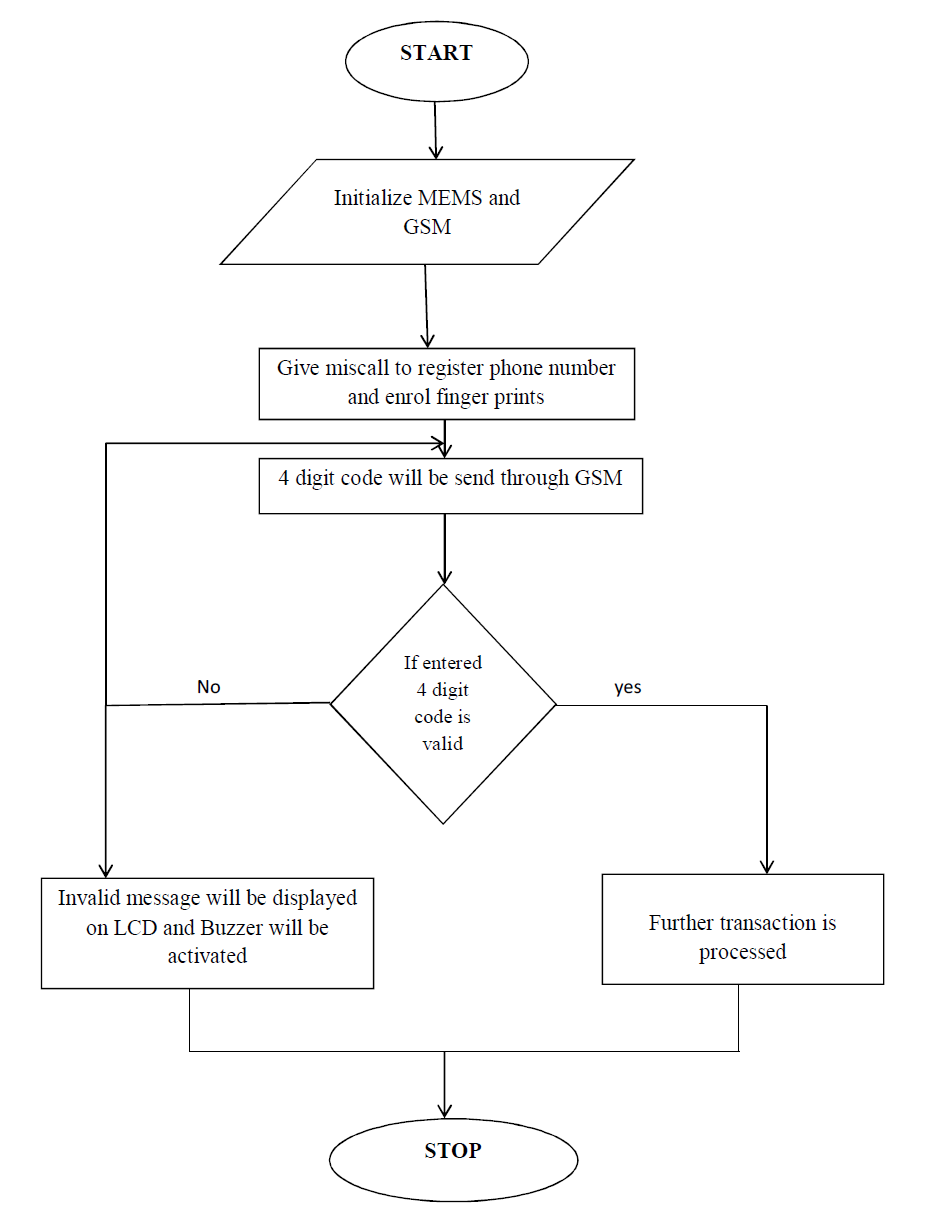 START
Initialize MEMS and
GSM
Give miscall to register phone number
and enrol finger prints
4 digit code will be send through GSM
If entered
4 digit
code is
valid
No
yes
Invalid message will be displayed
on LCD and Buzzer will be
activated
Further transaction is
processed
STOP